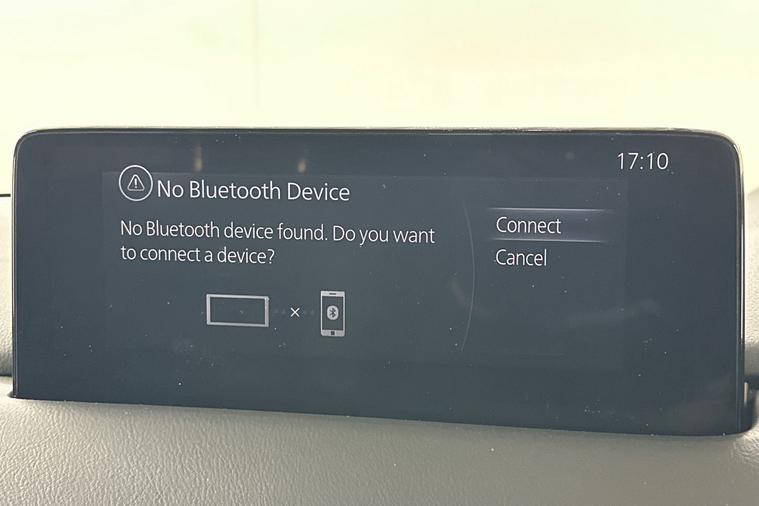 17:10
No Bluetooth Device
No Bluetooth device found. Do you want
to connect a device?
Connect
Cancel